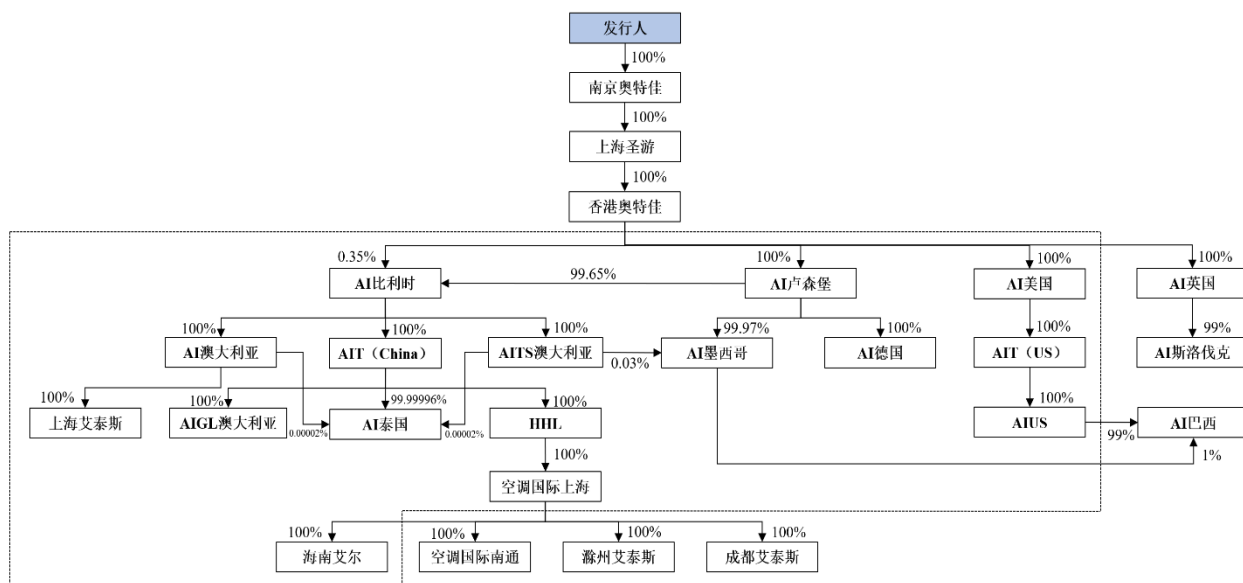 发行人
100%
南京奥特佳
100%
上海圣游
100%
香港奥特佳
0.35%
100%
100%
100%
AI比利时
99.65%
AI卢森堡
AI美国
AI英国
100%
100%
100%
99.97%
100%
100%
99%
AI澳大利亚
AIT（China）
AITS澳大利亚
0.03%
AI墨西哥
AI德国
AIT（US）
AI斯洛伐克
100%
100%
99.99996%
100%
100%
上海艾泰斯
AIGL澳大利亚
0.00002%
AI泰国
0.00002%
HHL
AIUS
99%
AI巴西
100%
1%
空调国际上海
100%
100%
100%
100%
海南艾尔
空调国际南通
滁州艾泰斯
成都艾泰斯